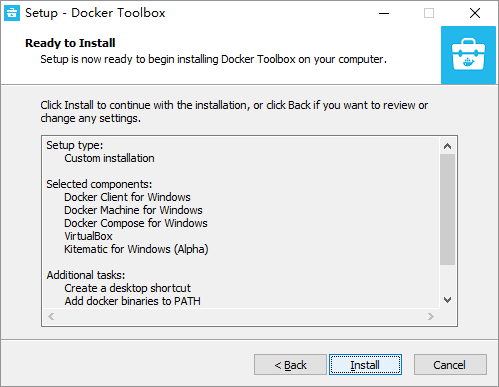 Setup - Docker Toolbox
Ready to Install
Setup is now ready to begin installing Docker Toolbox on your computer.
Click Install to continue with the installation, or click Back if you want to review or
change any settings.
Setup type:
Custom installation
Selected components:
Docker Client for Windows
Docker Machine for Windows
Docker Compose for Windows
VirtualBox
Kitematic for Windows (Alpha)
Additional tasks:
Create a desktop shortcut
Add docker binaries to PATH
< Back
Install
Cancel